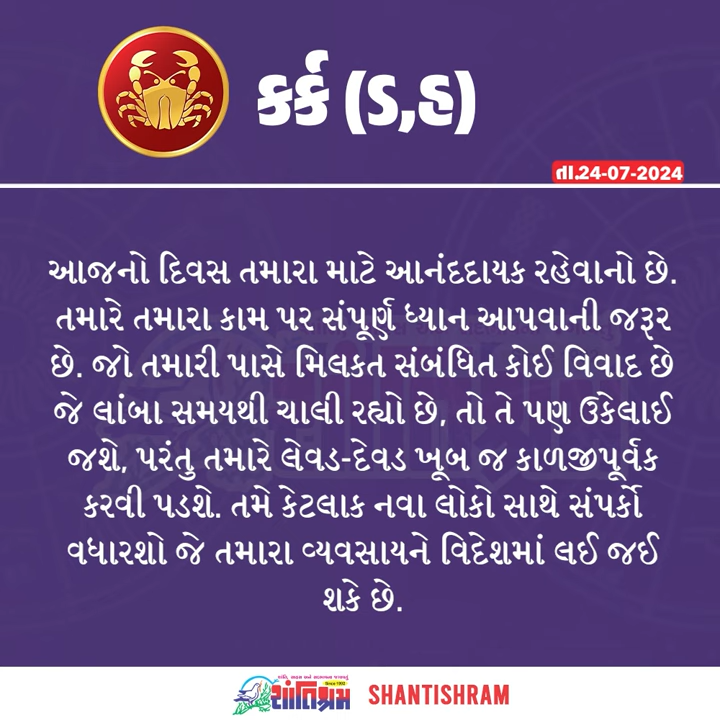 કર્ક (ડ,હ)
તા.24-07-2024
આજનો દિવસ તમારા માટે આનંદદાયક રહેવાનો છે.
તમારે તમારા કામ પર સંપૂર્ણ ધ્યાન આપવાની જરૂર
છે. જો તમારી પાસે મિલકત સંબંધિત કોઈ વિવાદ છે
જે લાંબા સમયથી ચાલી રહ્યો છે, તો તે પણ ઉકેલાઈ
જશે, પરંતુ તમારે લેવડ-દેવડ ખૂબ જ કાળજીપૂર્વક
કરવી પડશે. તમે કેટલાક નવા લોકો સાથે સંપર્કો
વધારશો જે તમારા વ્યવસાયને વિદેશમાં લઈ જઈ
શકે છે.
Since 1992
શાંતિશ્રમ SHANTISHRAM